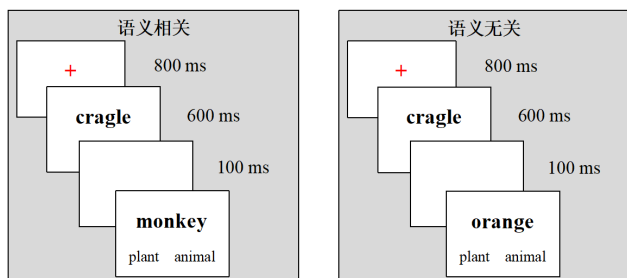 语义相关
+
800 ms
cragle
600 ms
100 ms
monkey
plant animal
语义无关
+
800 ms
cragle
600 ms
100 ms
orange
plant animal